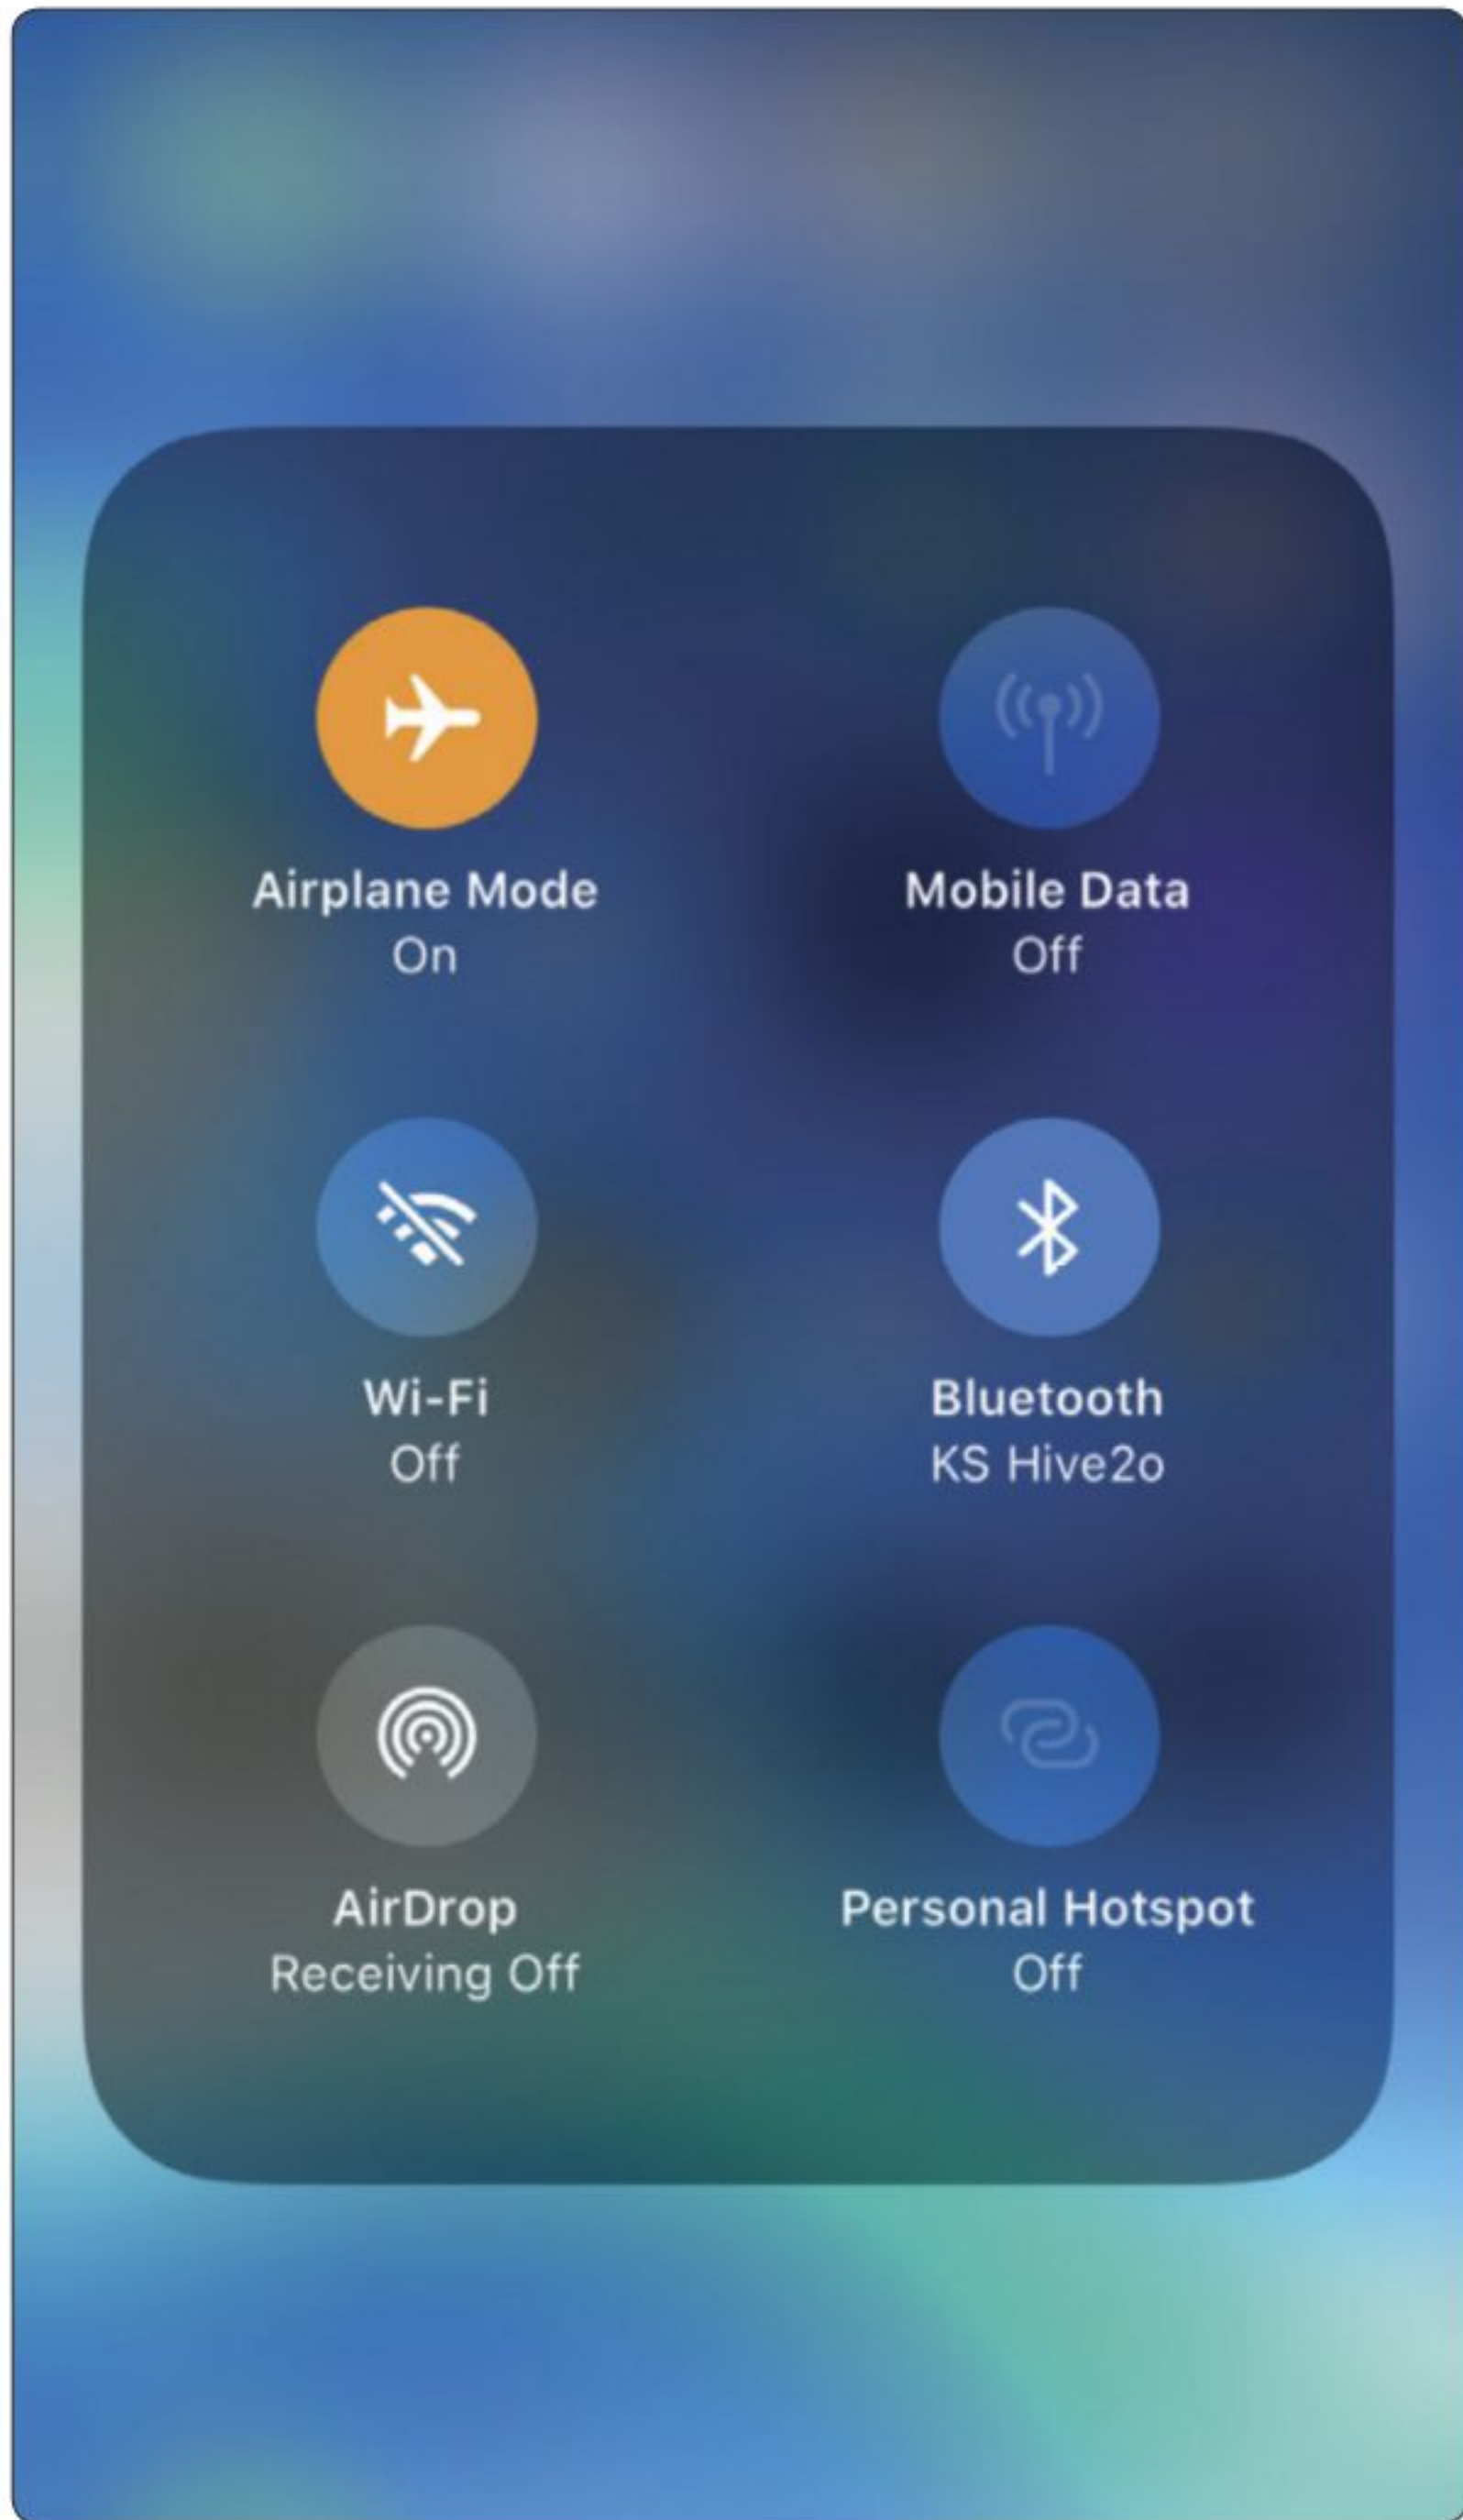 Airplane Mode
On
Mobile Data
Off
Wi-Fi
Off
Bluetooth
KS Hive2o
AirDrop
Receiving Off
Personal Hotspot
Off